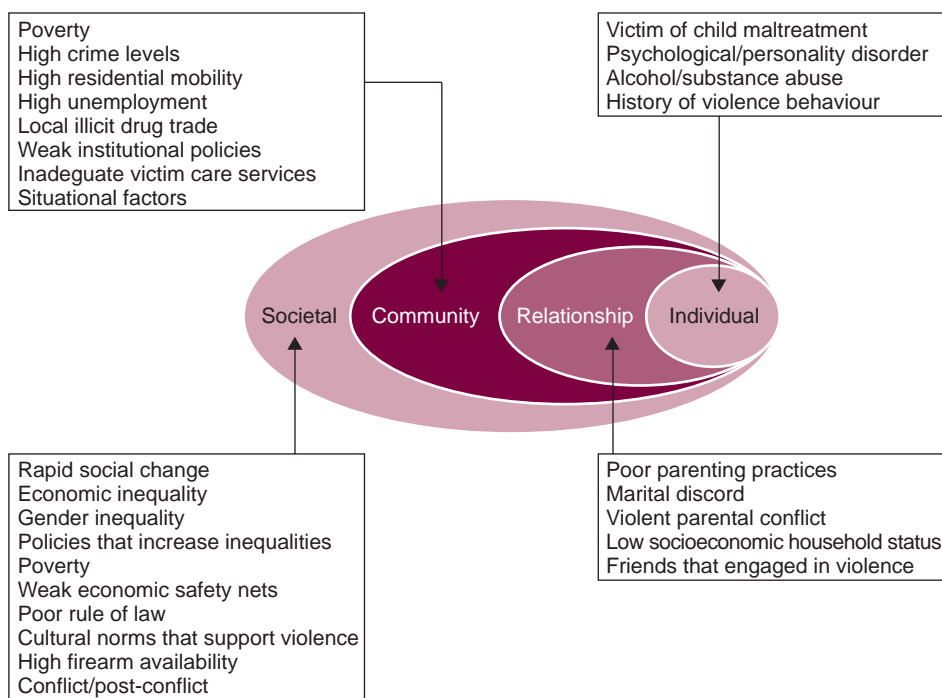 Poverty
High crime levels
High residential mobility
High unemployment
Local illicit drug trade
Weak institutional policies
Inadeguate victim care services
Situational factors
Victim of child maltreatment
Psychological/personality disorder
Alcohol/substance abuse
History of violence behaviour
Societal
Community
Relationship
Individual
Rapid social change
Economic inequality
Gender inequality
Policies that increase inequalities
Poverty
Weak economic safety nets
Poor rule of law
Cultural norms that support violence
High firearm availability
Conflict/post-conflict
Poor parenting practices
Marital discord
Violent parental conflict
Low socioeconomic household status
Friends that engaged in violence